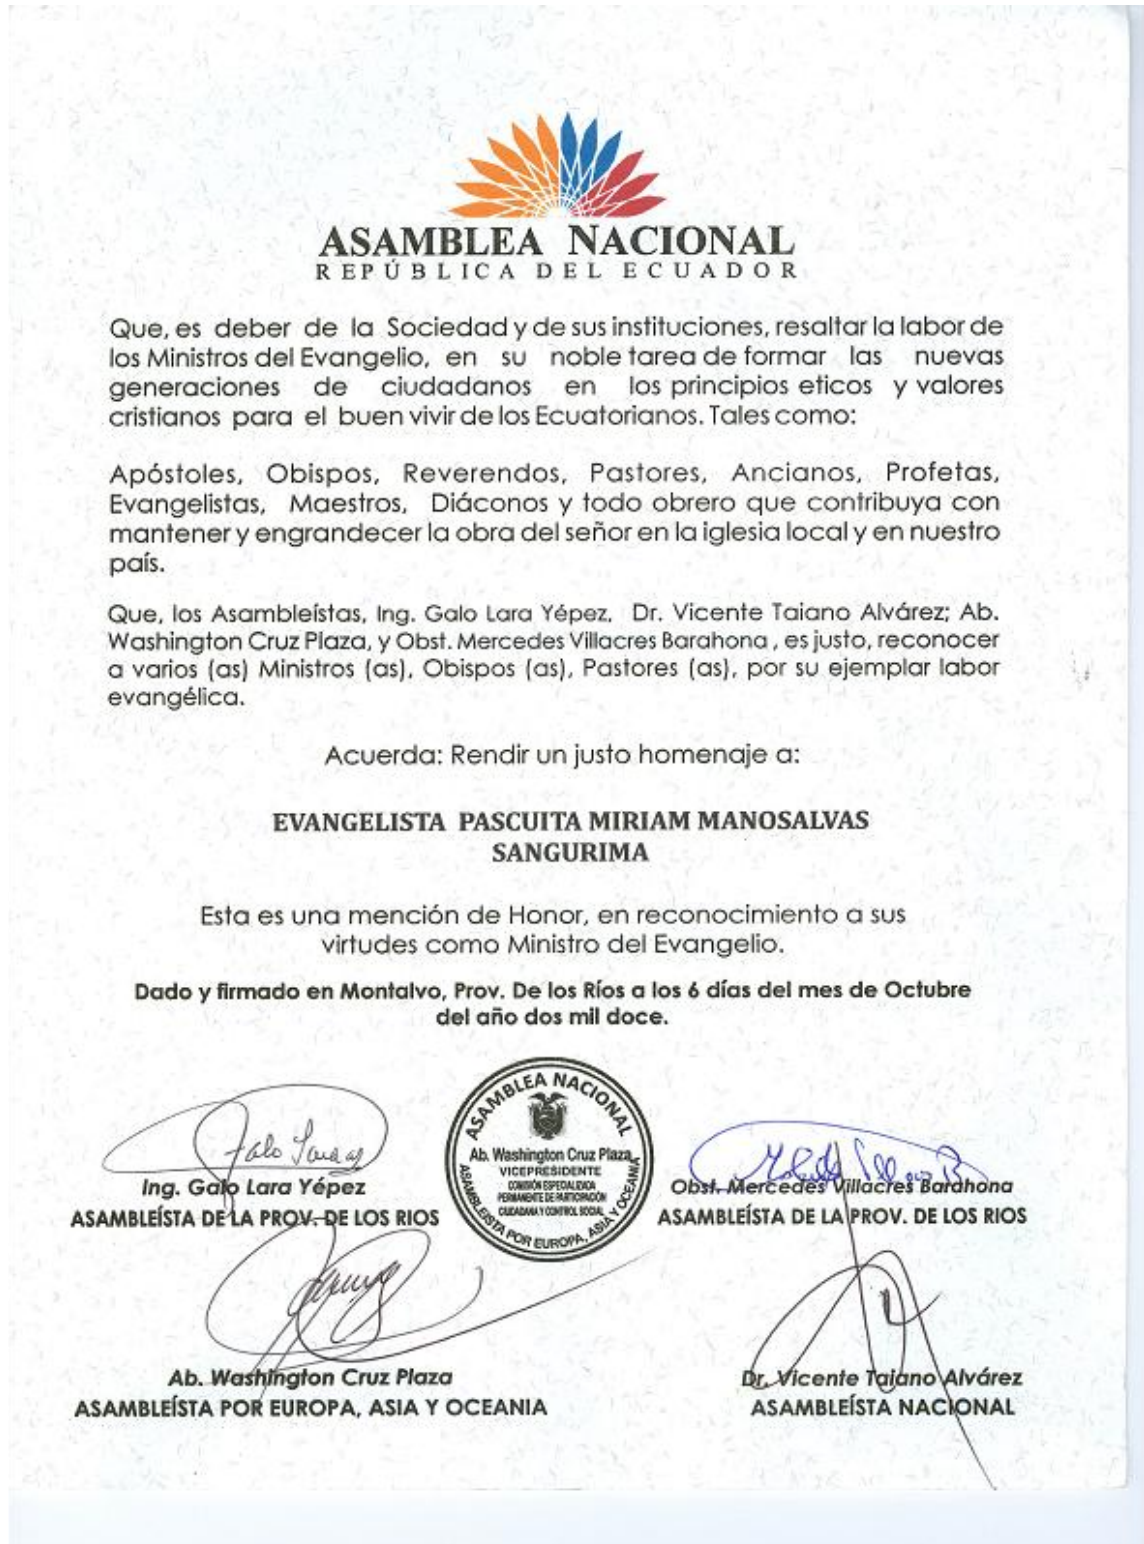 ASAMBLEA NACIONAL
REPÚBLICA DEL ECUADOR
Que, es deber de la Sociedad y de sus instituciones, resaltar la labor de
los Ministros del Evangelio, en su noble tarea de formar las nuevas
generaciones de ciudadanos en los principios eticos y valores
cristianos para el buen vivir de los Ecuatorianos. Tales como:
Apóstoles, Obispos, Reverendos, Pastores, Ancianos, Profetas,
Evangelistas, Maestros, Diáconos y todo obrero que contribuya con
mantener y engrandecer la obra del señor en la iglesia local y en nuestro
país.
Que, los Asambleístas, Ing. Galo Lara Yépez, Dr. Vicente Taiano Alvárez; Ab.
Washington Cruz Plaza, y Obst. Mercedes Villacres Barahona , es justo, reconocer
a varios (as) Ministros (as), Obispos (as), Pastores (as), por su ejemplar labor
evangélica.
Acuerda: Rendir un justo homenaje a:
EVANGELISTA PASCUITA MIRIAM MANOSALVAS
SANGURIMA
Esta es una mención de Honor, en reconocimiento a sus
virtudes como Ministro del Evangelio.
Dado y firmado en Montalvo, Prov. De los Ríos a los 6 días del mes de Octubre
del año dos mil doce.
ASAMBLEA NACIONAL
Ab. Washington Cruz Plaza
VICEPRESIDENTE
COMISIÓN ESPECIALIZADA
PERMANENTE DE PARTICIPACIÓN
CIUDADANA Y CONTROL SOCIAL
ASAMBLEÍSTA POR EUROPA, ASIA Y OCEANIA
Ing. Galo Lara Yépez
ASAMBLEÍSTA DE LA PROV. DE LOS RIOS
Obst. Mercedes Villacres Barahona
ASAMBLEÍSTA DE LA PROV. DE LOS RIOS
Ab. Washington Cruz Plaza
ASAMBLEÍSTA POR EUROPA, ASIA Y OCEANIA
Dr. Vicente Taiano Alvárez
ASAMBLEÍSTA NACIONAL